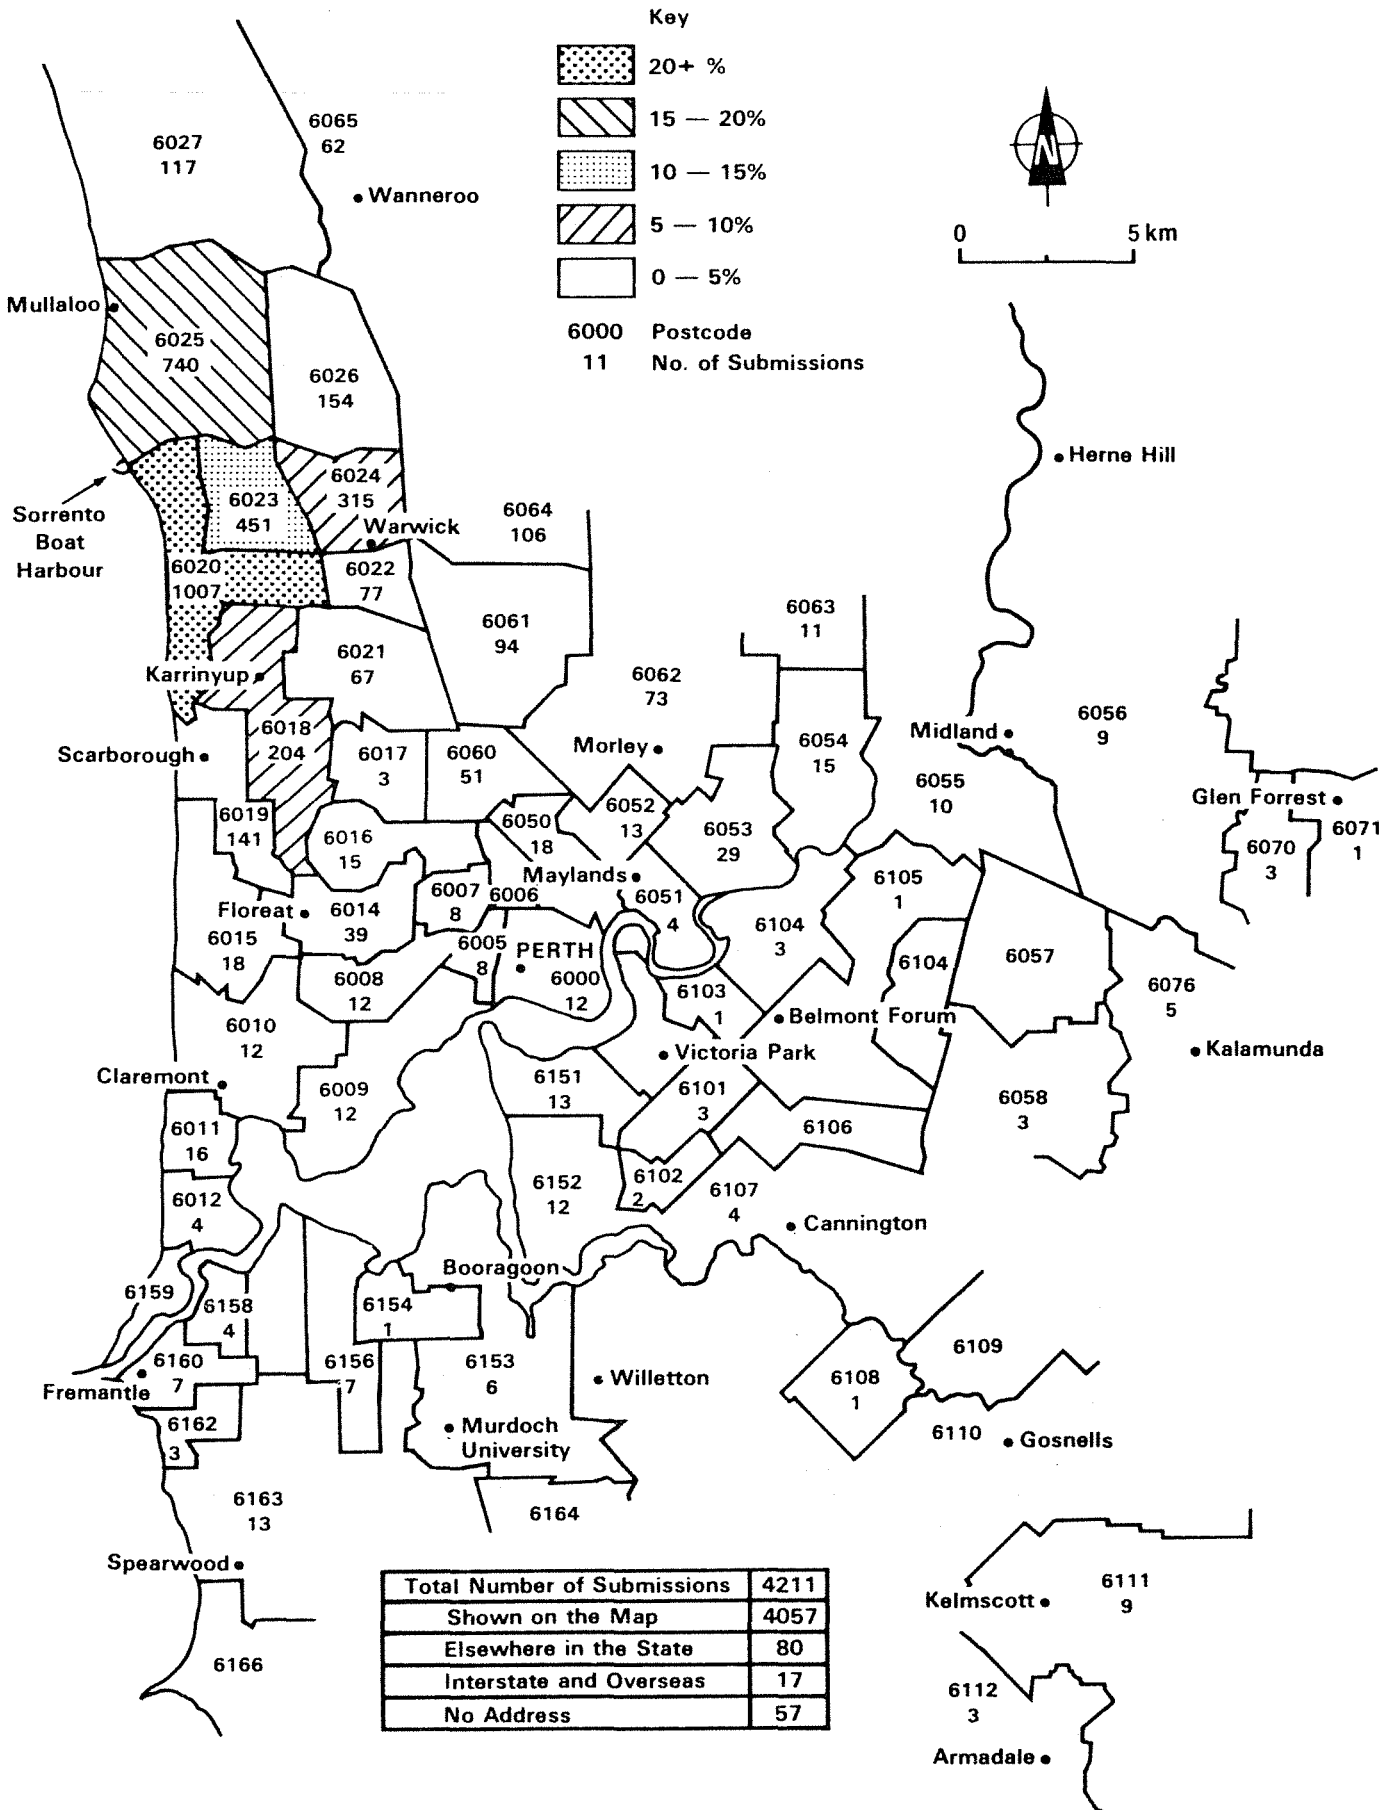 Key
20+ %
15 — 20%
10 — 15%
5 — 10%
0 — 5%
6000 Postcode
11 No. of Submissions
N
0 5 km
6027
117
6065
62
Wanneroo
Mullaloo
6025
740
6026
154
Herne Hill
6024
315
6023
451
Sorrento
Boat
Harbour
Warwick
6064
106
6020
1007
6022
77
6063
11
6061
94
6021
67
Karrinyup
6062
73
6018
204
Scarborough
6017
3
6060
51
Morley
6054
15
Midland
6056
9
6055
10
Glen Forrest
6071
1
6070
3
6019
141
6016
15
6050
18
6052
13
6053
29
Maylands
6051
4
6105
1
6007
8
6006
Floreat
6014
39
6015
18
6005
8
PERTH
6000
12
6104
3
6104
6057
6008
12
6103
1
6076
5
6010
12
Belmont Forum
Victoria Park
Kalamunda
Claremont
6009
12
6151
13
6101
3
6058
3
6011
16
6106
6012
4
6152
12
6102
2
6107
4
Cannington
Booragoon
6159
6158
4
6154
1
6109
6160
7
6156
7
6153
6
Willetton
6108
1
Fremantle
6162
3
Murdoch
University
6110
Gosnells
6163
13
6164
Spearwood
6166
Kelmscott
6111
9
6112
3
Armadale
Total Number of Submissions 4211
Shown on the Map 4057
Elsewhere in the State 80
Interstate and Overseas 17
No Address 57